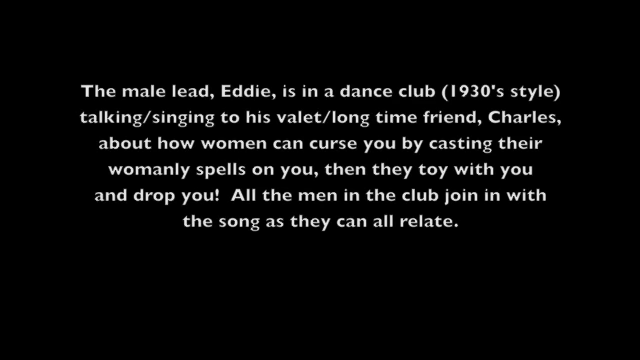 The male lead, Eddie, is in a dance club (1930's style)
talking/singing to his valet/long time friend, Charles,
about how women can curse you by casting their
womanly spells on you, then they toy with you
and drop you!  All the men in the club join in with
the song as they can all relate.